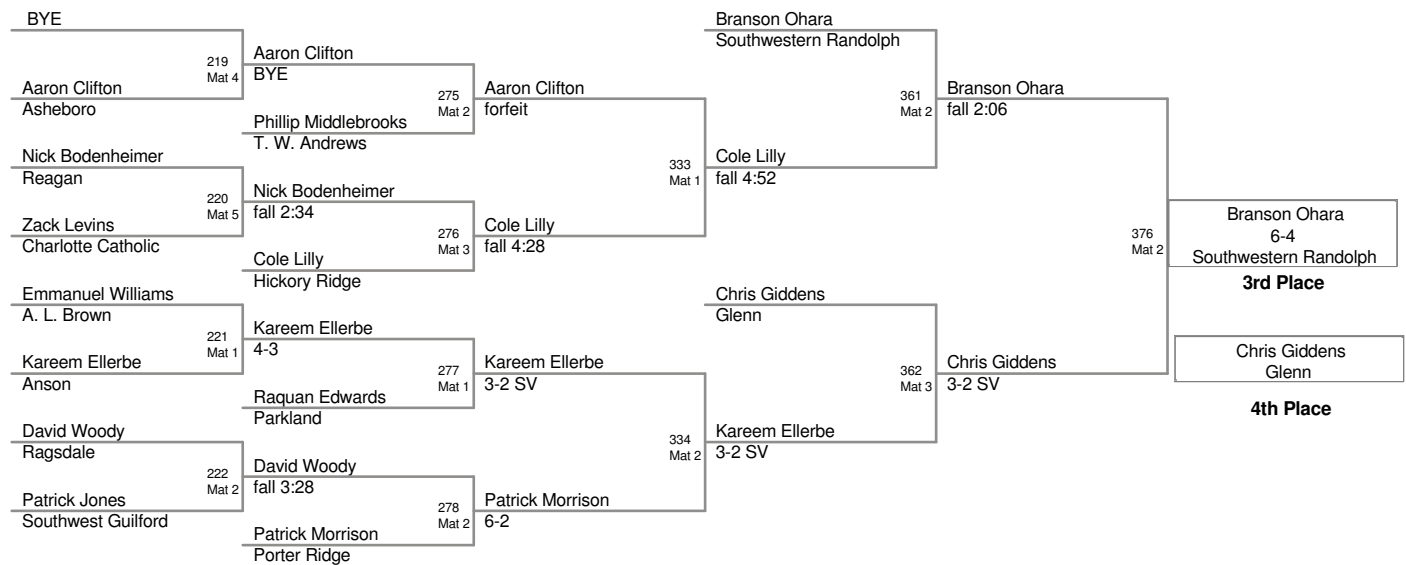 BYE
219
Mat 4
Aaron Clifton
Asheboro
Nick Bodenheimer
Reagan
220
Mat 5
Zack Levins
Charlotte Catholic
Emmanuel Williams
A. L. Brown
221
Mat 1
Kareem Ellerbe
Anson
David Woody
Ragsdale
222
Mat 2
Patrick Jones
Southwest Guilford
Aaron Clifton
BYE
275
Mat 2
Phillip Middlebrooks
T. W. Andrews
Nick Bodenheimer
fall 2:34
276
Mat 3
Cole Lilly
Hickory Ridge
Kareem Ellerbe
4-3
277
Mat 1
Raquan Edwards
Parkland
David Woody
fall 3:28
278
Mat 2
Patrick Morrison
Porter Ridge
Aaron Clifton
forfeit
333
Mat 1
Cole Lilly
fall 4:28
Kareem Ellerbe
3-2 SV
334
Mat 2
Patrick Morrison
6-2
Branson Ohara
Southwestern Randolph
361
Mat 2
Cole Lilly
fall 4:52
Chris Giddens
Glenn
362
Mat 3
Kareem Ellerbe
3-2 SV
Branson Ohara
fall 2:06
376
Mat 2
Chris Giddens
3-2 SV
Branson Ohara
6-4
Southwestern Randolph
3rd Place
Chris Giddens
Glenn
4th Place